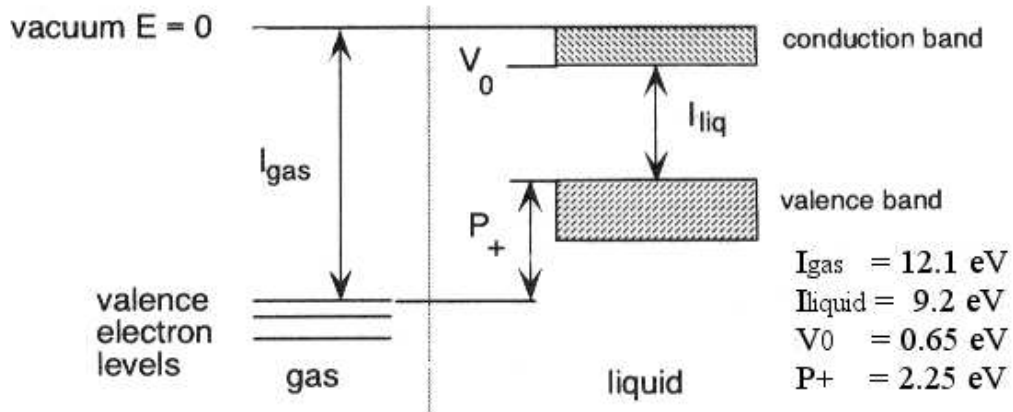 vacuum E = 0
conduction band
V0
Iliq
Igas
valence band
P+
Igas = 12.1 eV
Iliquid = 9.2 eV
V0 = 0.65 eV
P+ = 2.25 eV
valence
electron
levels
gas
liquid